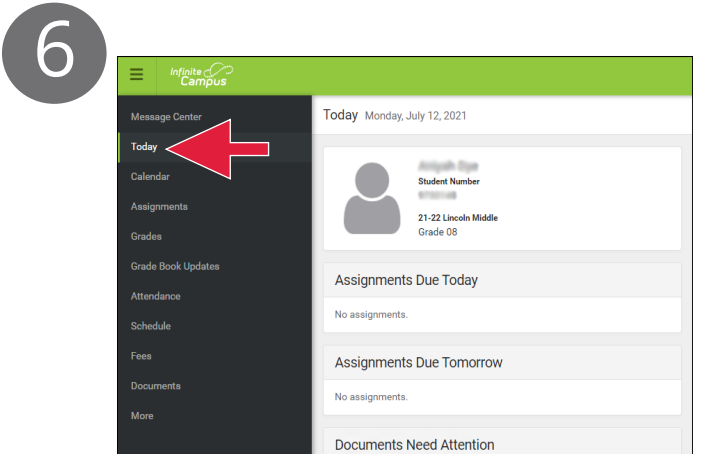 6
Infinite
Campus
Message Center
Today
Calendar
Assignments
Grades
Grade Book Updates
Attendance
Schedule
Fees
Documents
More
Today Monday, July 12, 2021
Student Number
21-22 Lincoln Middle
Grade 08
Assignments Due Today
No assignments.
Assignments Due Tomorrow
No assignments.
Documents Need Attention